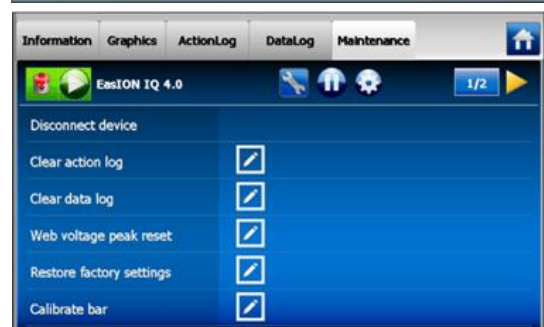 Information Graphics ActionLog DataLog Maintenance
EasION IQ 4.0 1/2
Disconnect device
Clear action log
Clear data log
Web voltage peak reset
Restore factory settings
Calibrate bar